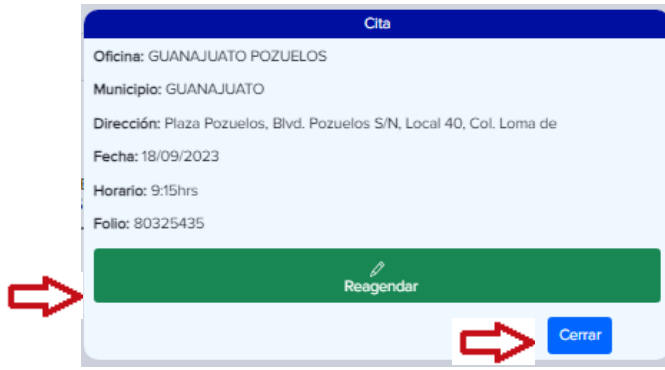 Cita
Oficina: GUANAJUATO POZUELOS
Municipio: GUANAJUATO
Dirección: Plaza Pozuelos, Blvd. Pozuelos S/N, Local 40, Col. Loma de
Fecha: 18/09/2023
Horario: 9:15hrs
Folio: 80325435
Reagendar
Cerrar